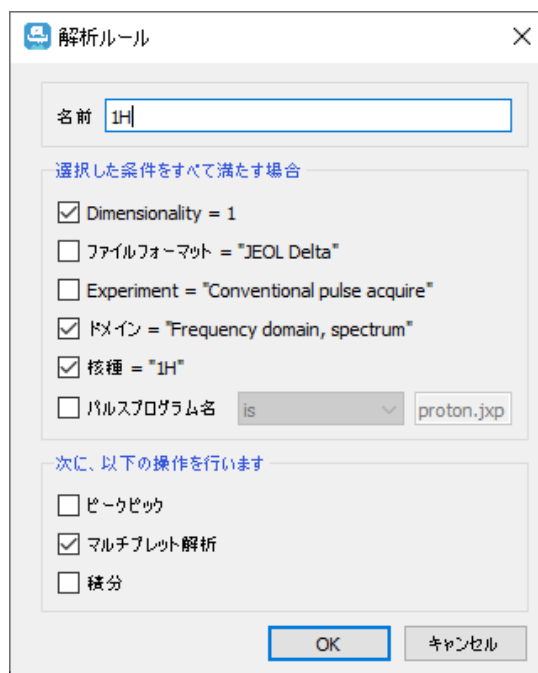 解析ルール
名前 1H
選択した条件をすべて満たす場合
Dimensionality = 1
ファイルフォーマット = "JEOL Delta"
Experiment = "Conventional pulse acquire"
ドメイン = "Frequency domain, spectrum"
核種 = "1H"
パルスプログラム名 is proton.jxp
次に、以下の操作を行います
ピークピック
マルチプレット解析
積分
OK キャンセル